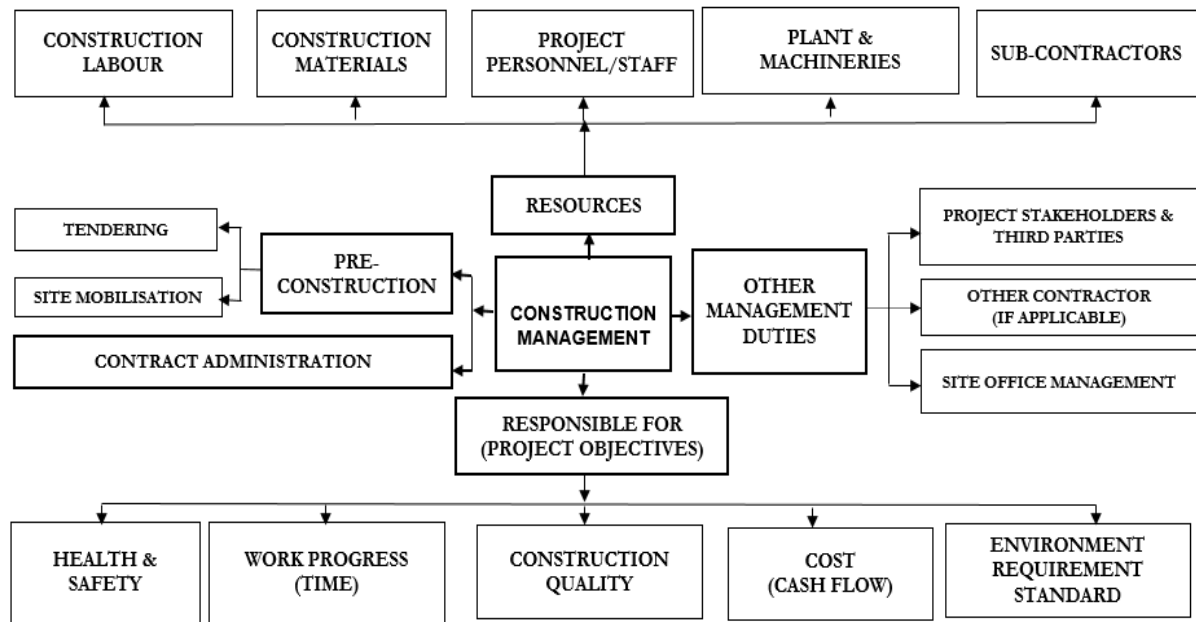 CONSTRUCTION
LABOUR
CONSTRUCTION
MATERIALS
PROJECT
PERSONNEL/STAFF
PLANT &
MACHINERIES
SUB-CONTRACTORS
RESOURCES
TENDERING
SITE MOBILISATION
PRE-
CONSTRUCTION
CONTRACT ADMINISTRATION
CONSTRUCTION
MANAGEMENT
OTHER
MANAGEMENT
DUTIES
PROJECT STAKEHOLDERS &
THIRD PARTIES
OTHER CONTRACTOR
(IF APPLICABLE)
SITE OFFICE MANAGEMENT
RESPONSIBLE FOR
(PROJECT OBJECTIVES)
HEALTH &
SAFETY
WORK PROGRESS
(TIME)
CONSTRUCTION
QUALITY
COST
(CASH FLOW)
ENVIRONMENT
REQUIREMENT
STANDARD